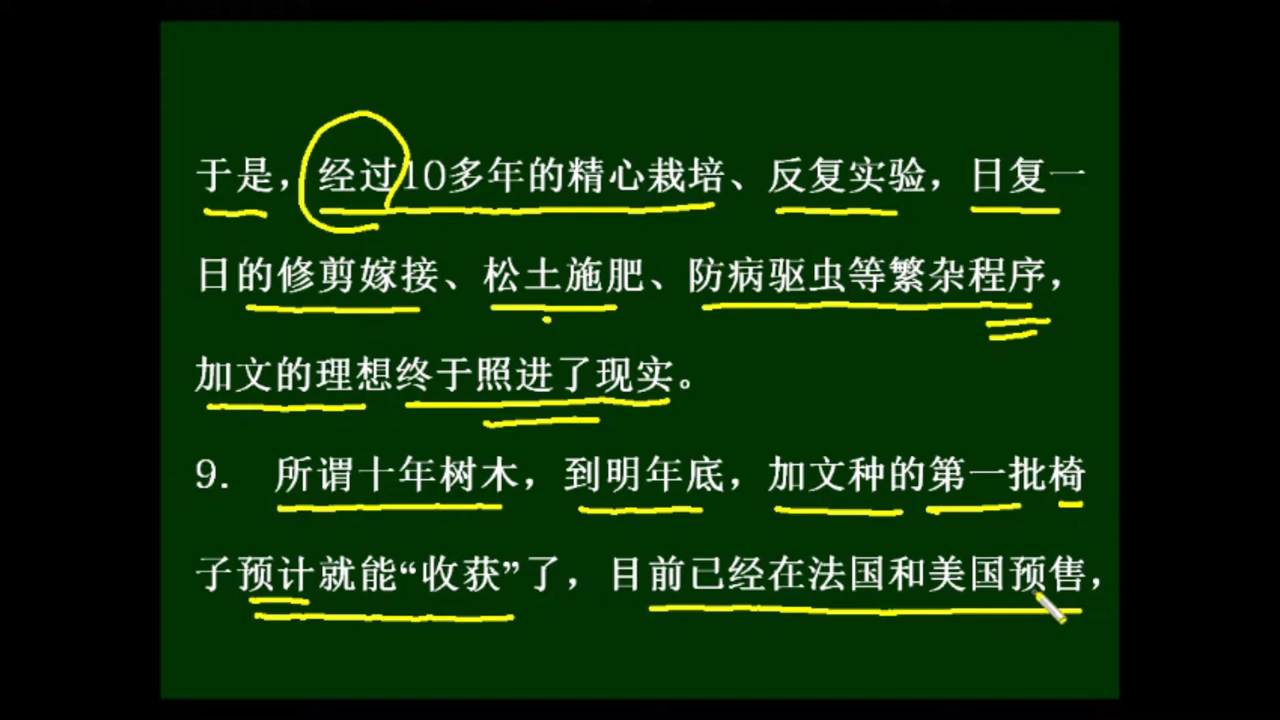 于是，经过10多年的精心栽培、反复实验，日复一
日的修剪嫁接、松土施肥、防病驱虫等繁杂程序，
加文的理想终于照进了现实。
9. 所谓十年树木，到明年底，加文种的第一批椅
子预计就能“收获”了，目前已经在法国和美国预售，